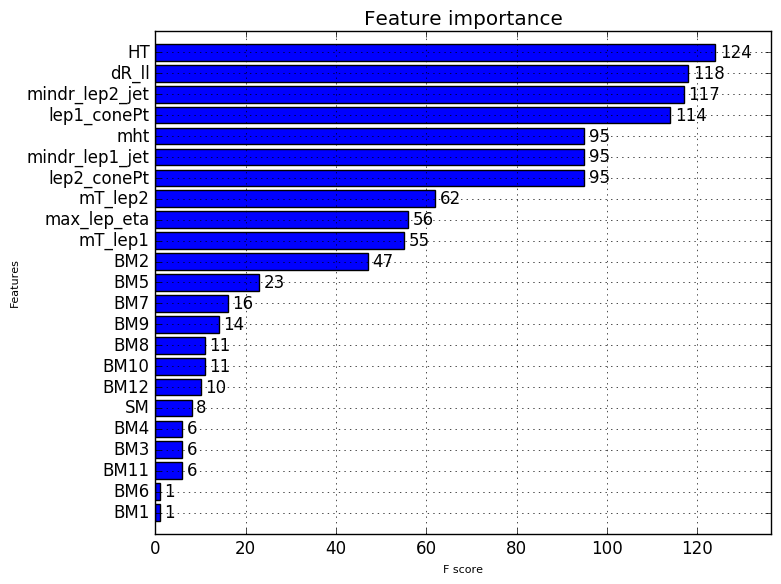 Feature importance
HT 124
dR_ll 118
mindr_lep2_jet 117
lep1_conePt 114
mht 95
mindr_lep1_jet 95
lep2_conePt 95
mT_lep2 62
max_lep_eta 56
mT_lep1 55
BM2 47
BM5 23
BM7 16
BM9 14
BM8 11
BM10 11
BM12 10
SM 8
BM4 6
BM3 6
BM11 6
BM6 1
BM1 1
Features
0 20 40 60 80 100 120
F score